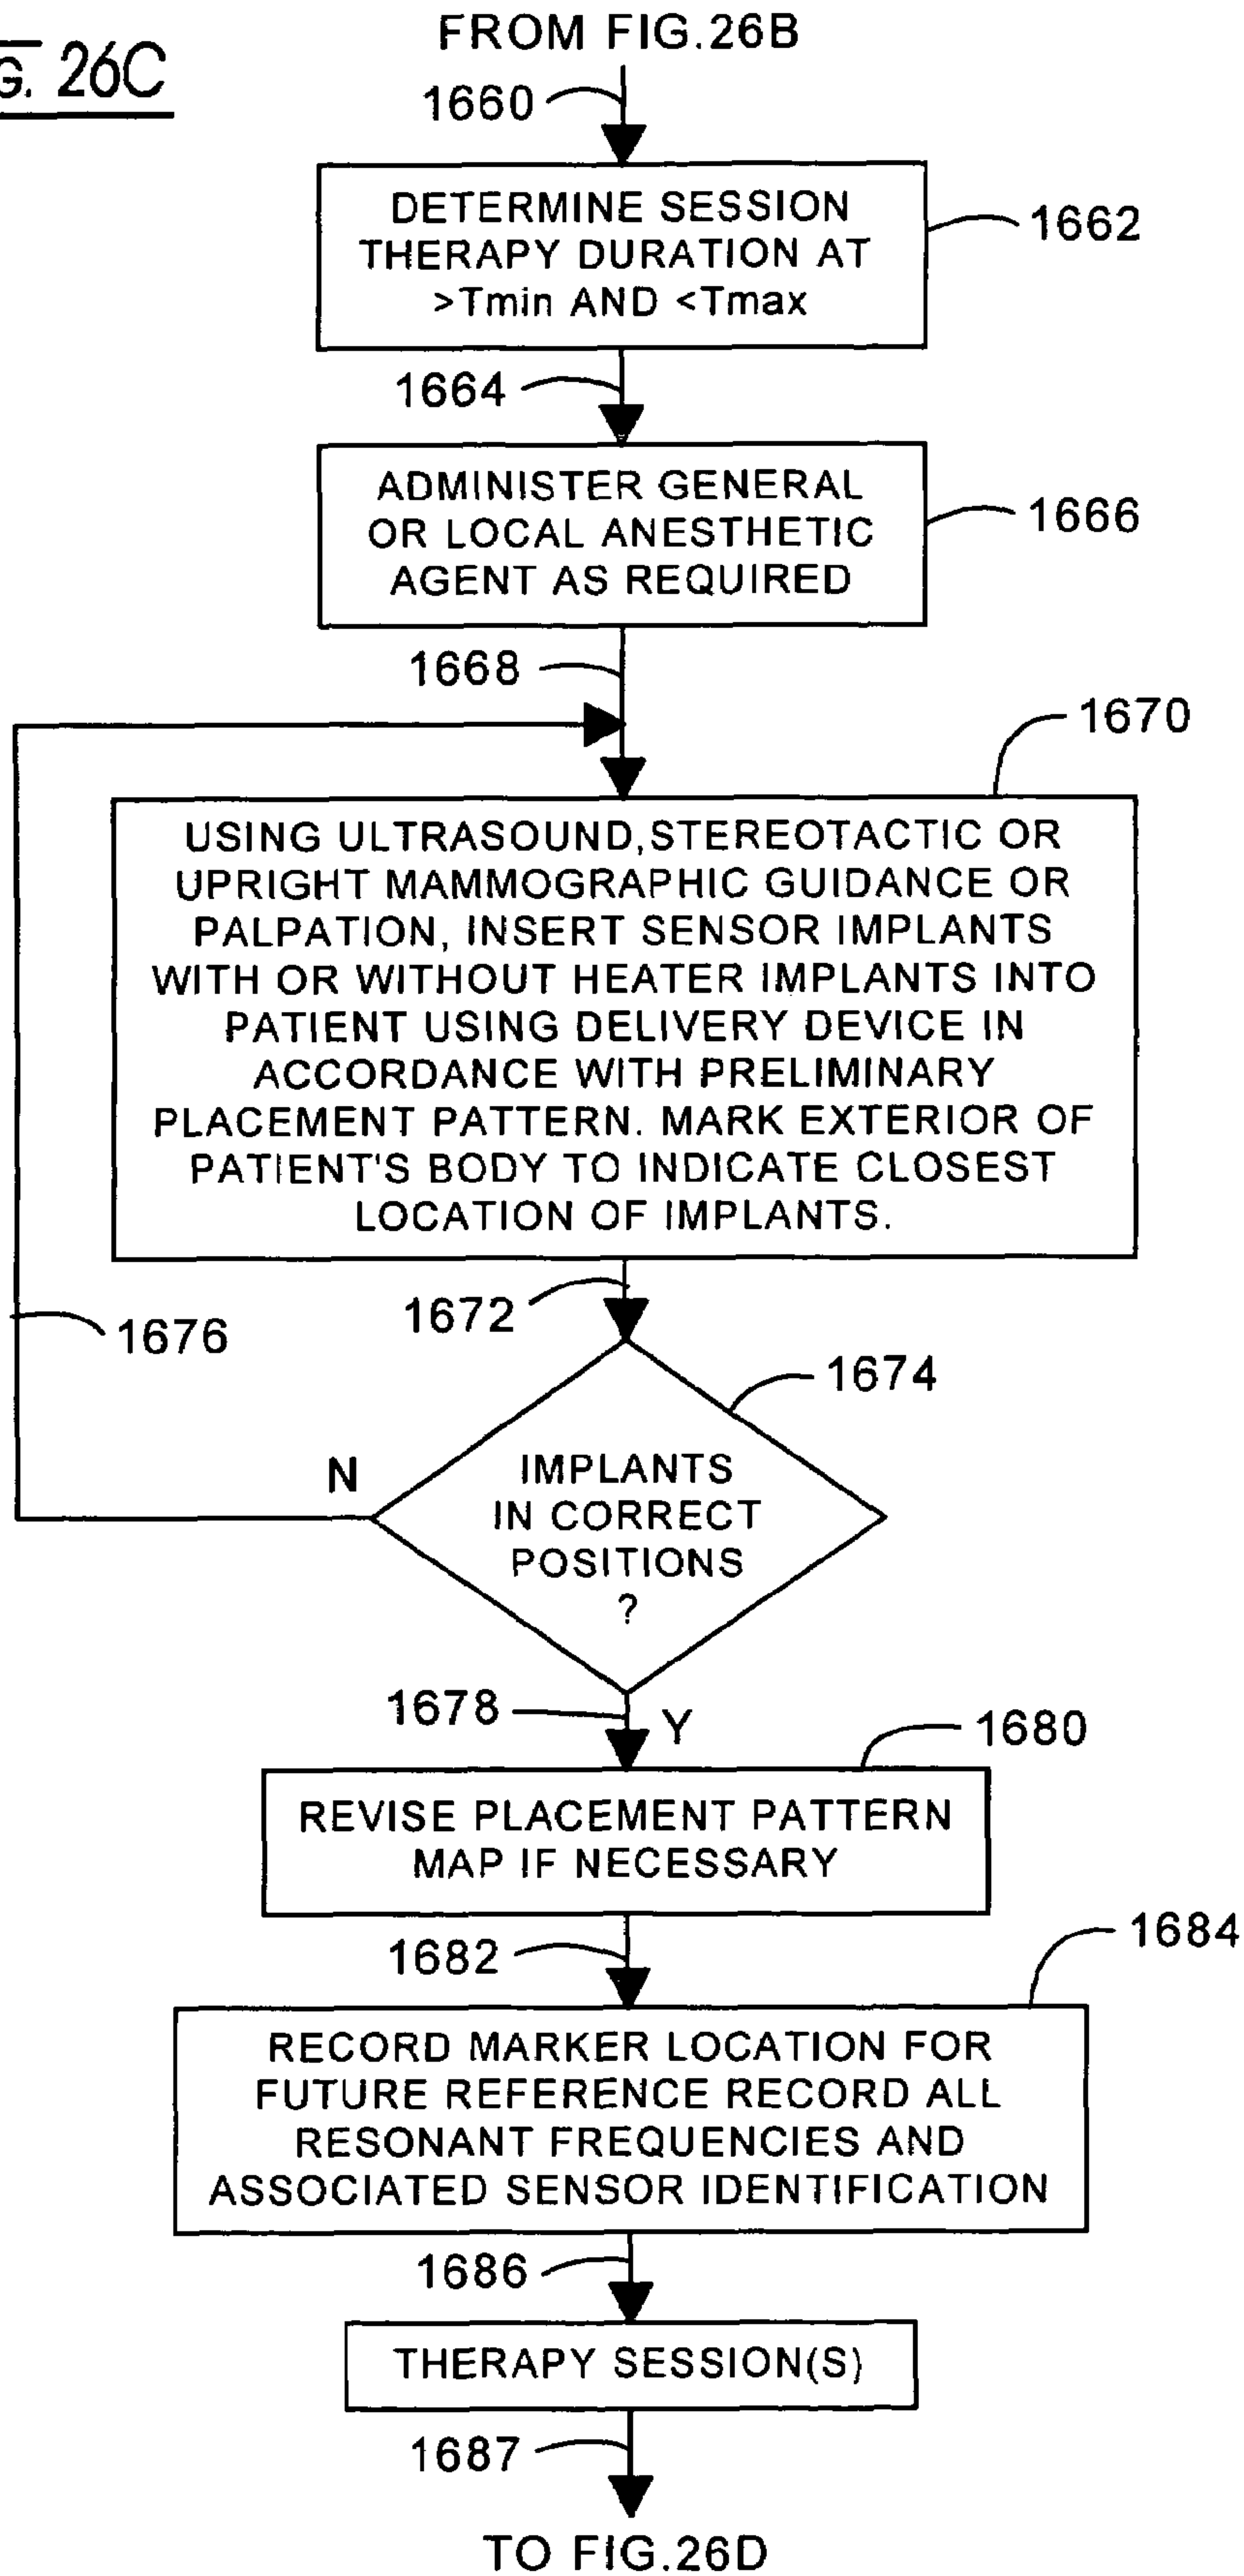 G. 26C
FROM FIG.26B
1660
DETERMINE SESSION
THERAPY DURATION AT
>Tmin AND <Tmax
1662
1664
ADMINISTER GENERAL
OR LOCAL ANESTHETIC
AGENT AS REQUIRED
1666
1668
1670
USING ULTRASOUND,STEREOTACTIC OR
UPRIGHT MAMMOGRAPHIC GUIDANCE OR
PALPATION, INSERT SENSOR IMPLANTS
WITH OR WITHOUT HEATER IMPLANTS INTO
PATIENT USING DELIVERY DEVICE IN
ACCORDANCE WITH PRELIMINARY
PLACEMENT PATTERN. MARK EXTERIOR OF
PATIENT'S BODY TO INDICATE CLOSEST
LOCATION OF IMPLANTS.
1672
1676
1674
N
IMPLANTS
IN CORRECT
POSITIONS
?
1678
Y
1680
REVISE PLACEMENT PATTERN
MAP IF NECESSARY
1682
1684
RECORD MARKER LOCATION FOR
FUTURE REFERENCE RECORD ALL
RESONANT FREQUENCIES AND
ASSOCIATED SENSOR IDENTIFICATION
1686
THERAPY SESSION(S)
1687
TO FIG.26D